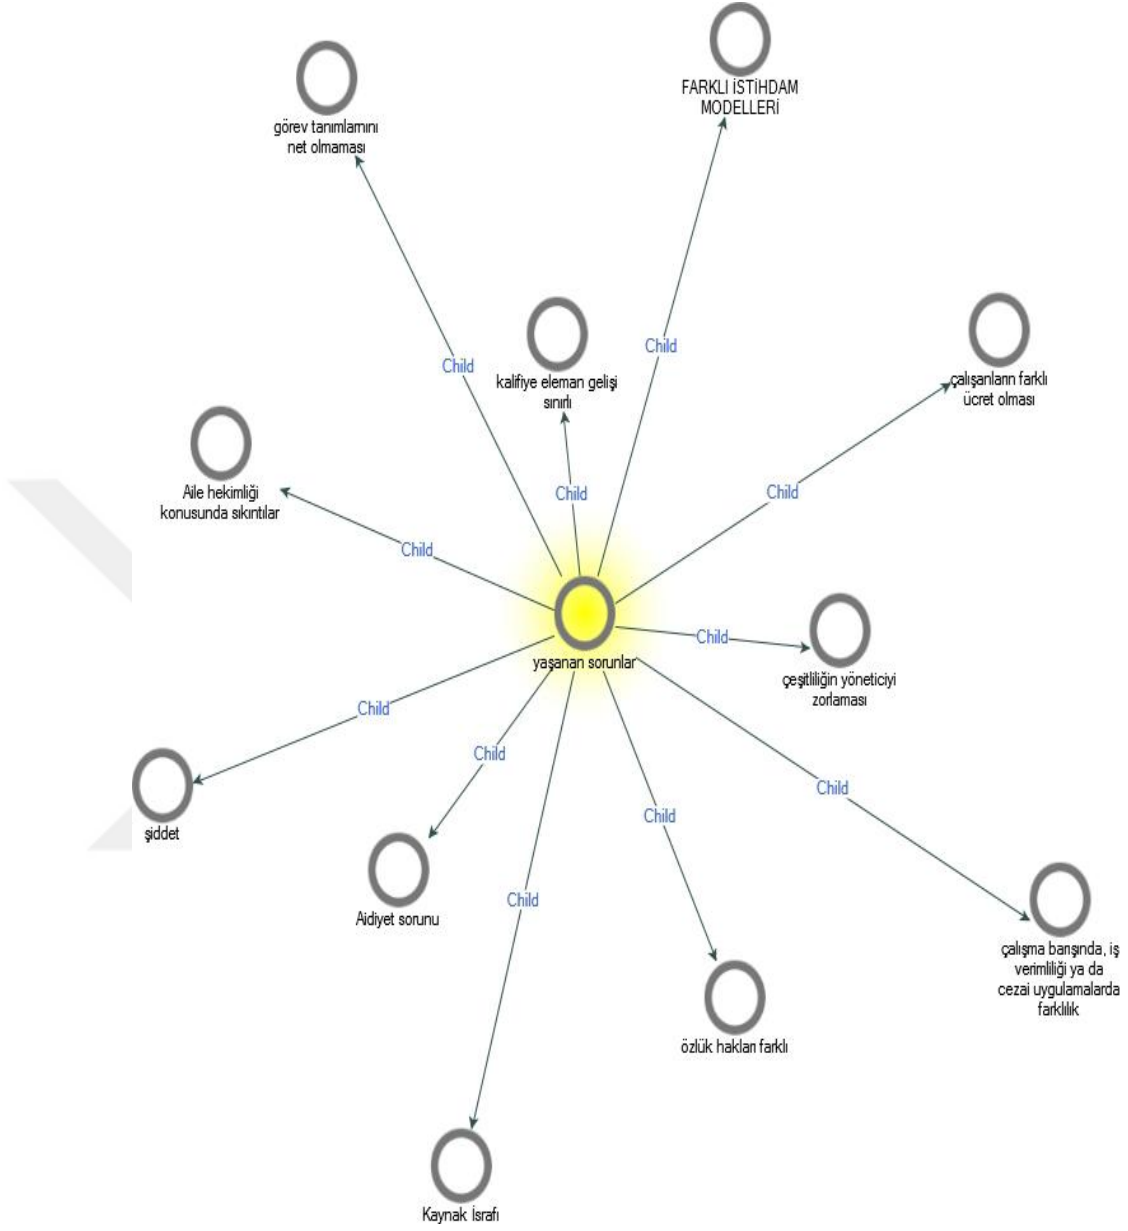 FARKLI İSTİHDAM
MODELLERİ
görev tanımlarnını
net olmaması
Child
Child
kalifiye eleman gelişi
sınırlı
çalışanların farklı
ücret olması
Child
Child
Aile hekimliği
konusunda sıkıntılar
Child
Child
yaşanan sorunlar
çeşitliliğin yöneticiyi
zorlaması
Child
Child
Child
Child
şiddet
Aidiyet sorunu
Child
çalışma barışında, iş
verimliliği ya da
cezai uygulamalarda
farklılık
özlük hakları farklı
Kaynak İsrafı